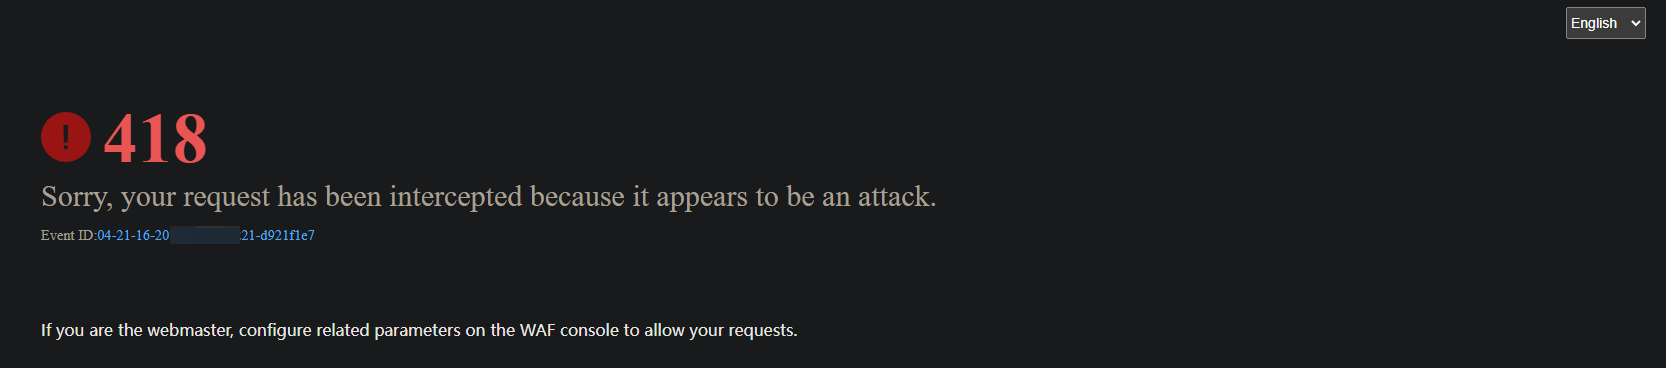 English
! 418
Sorry, your request has been intercepted because it appears to be an attack.
Event ID:04-21-16-20 21-d921f1e7
If you are the webmaster, configure related parameters on the WAF console to allow your requests.